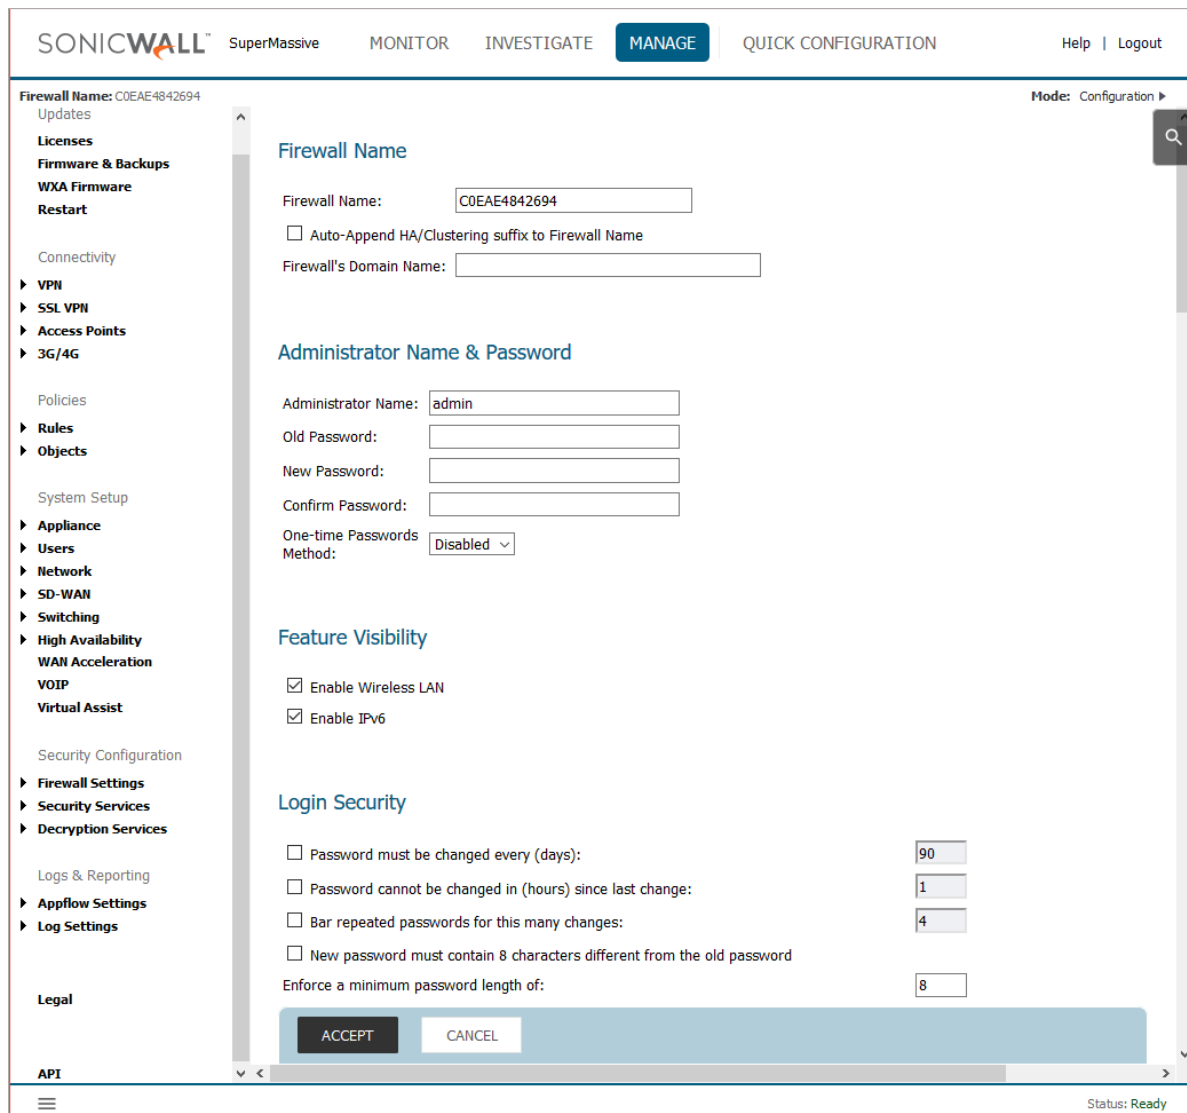 SONICWALL™ SuperMassive MONITOR INVESTIGATE MANAGE QUICK CONFIGURATION Help | Logout
Firewall Name: C0EAE4842694 Mode: Configuration
Updates
Licenses
Firmware & Backups
WXA Firmware
Restart
Connectivity
VPN
SSL VPN
Access Points
3G/4G
Policies
Rules
Objects
System Setup
Appliance
Users
Network
SD-WAN
Switching
High Availability
WAN Acceleration
VOIP
Virtual Assist
Security Configuration
Firewall Settings
Security Services
Decryption Services
Logs & Reporting
Appflow Settings
Log Settings
Legal
API
Firewall Name
Firewall Name: C0EAE4842694
Auto-Append HA/Clustering suffix to Firewall Name
Firewall's Domain Name:
Administrator Name & Password
Administrator Name: admin
Old Password:
New Password:
Confirm Password:
One-time Passwords
Method: Disabled
Feature Visibility
Enable Wireless LAN
Enable IPv6
Login Security
Password must be changed every (days): 90
Password cannot be changed in (hours) since last change: 1
Bar repeated passwords for this many changes: 4
New password must contain 8 characters different from the old password
Enforce a minimum password length of: 8
ACCEPT CANCEL
Status: Ready